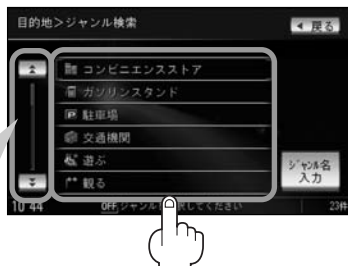 目的地＞ジャンル検索
戻る
コンビニエンスストア
ガソリンスタンド
P 駐車場
交通機関
遊ぶ
観る
ジャンル名
入力
10:44
OFF ジャンルを選択してください
23件